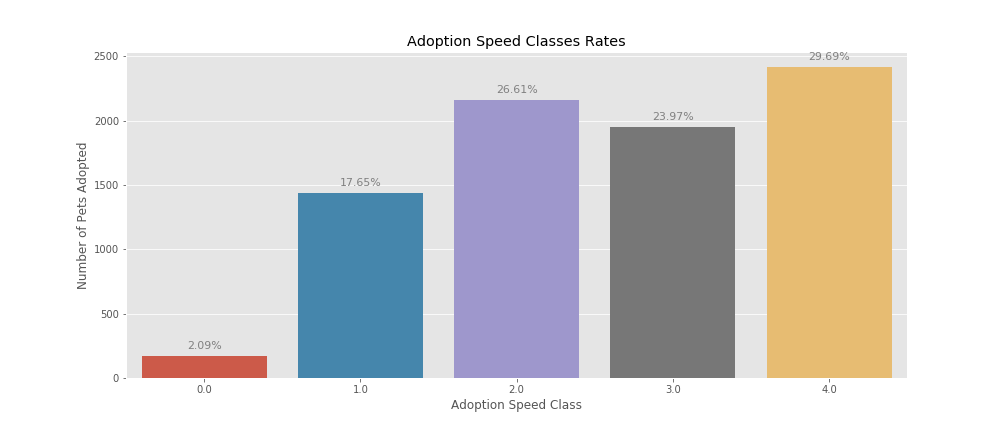 Adoption Speed Classes Rates
2500
2000
1500
1000
500
0
Number of Pets Adopted
2.09%
17.65%
26.61%
23.97%
29.69%
0.0 1.0 2.0 3.0 4.0
Adoption Speed Class